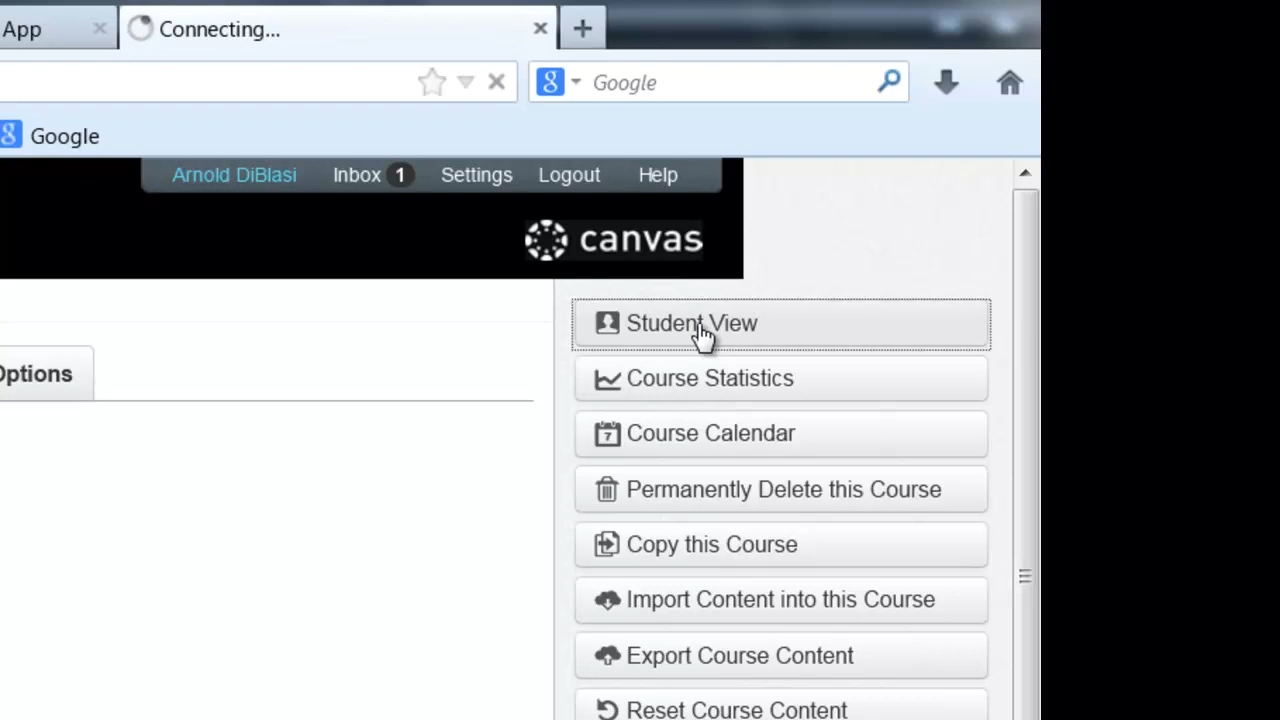 App
Connecting...
Google
Google
Arnold DiBlasi Inbox 1 Settings Logout Help
canvas
Student View
Options
Course Statistics
7 Course Calendar
Permanently Delete this Course
Copy this Course
Import Content into this Course
Export Course Content
Reset Course Content